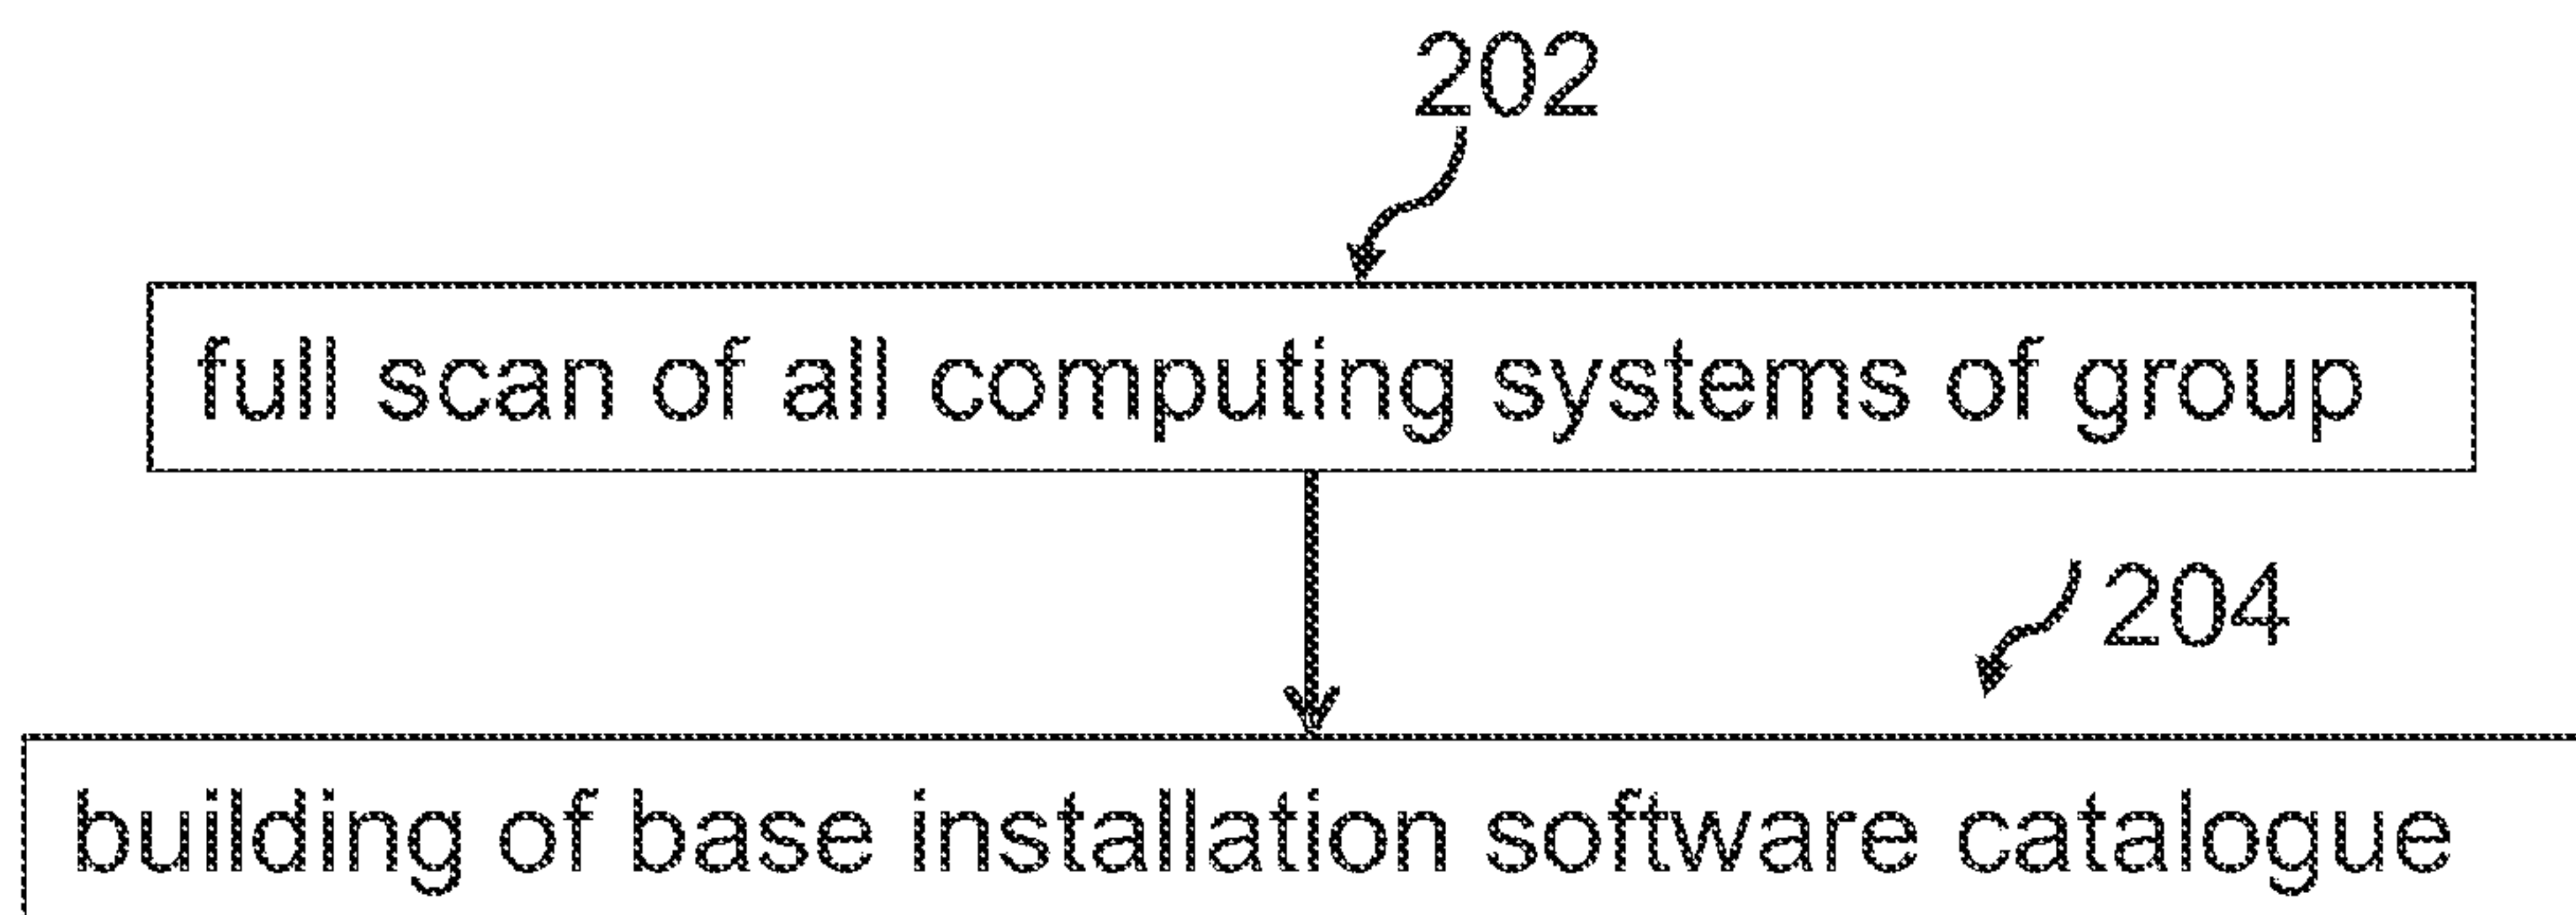 202
full scan of all computing systems of group
204
building of base installation software catalogue